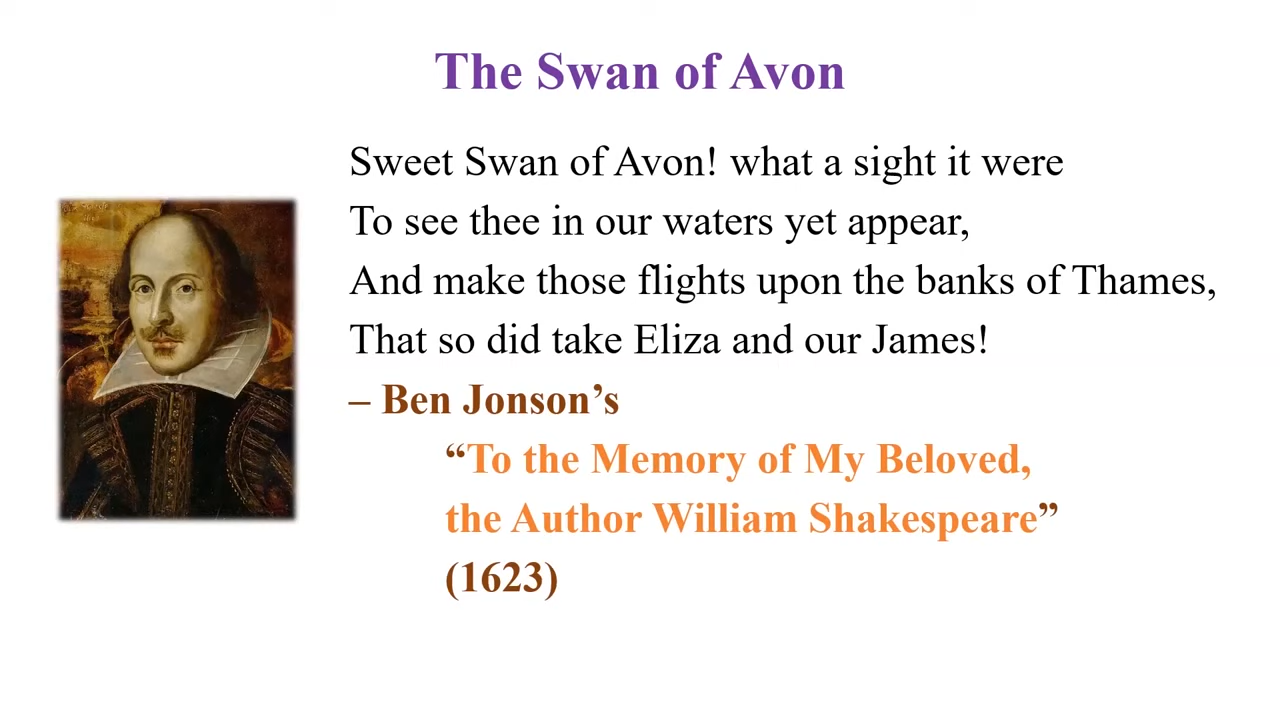 The Swan of Avon
Sweet Swan of Avon! what a sight it were
To see thee in our waters yet appear,
And make those flights upon the banks of Thames,
That so did take Eliza and our James!
– Ben Jonson’s
“To the Memory of My Beloved,
the Author William Shakespeare”
(1623)